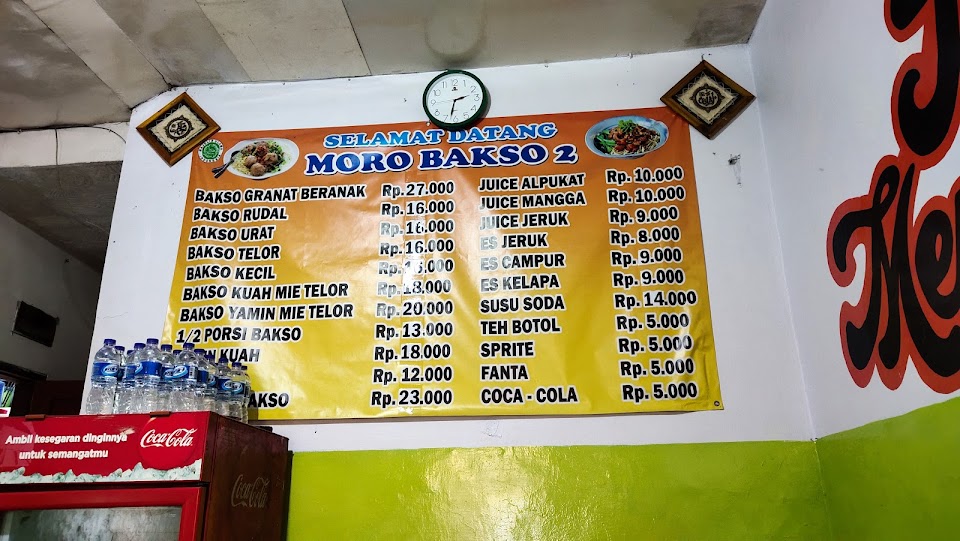 SELAMAT DATANG
MORO BAKSO 2
BAKSO GRANAT BERANAK Rp. 27.000
BAKSO RUDAL Rp. 16.000
BAKSO URAT Rp. 16.000
BAKSO TELOR Rp. 16.000
BAKSO KECIL Rp.
BAKSO KUAH MIE TELOR Rp. 18.000
BAKSO YAMIN MIE TELOR Rp. 20.000
1/2 PORSI BAKSO Rp. 13.000
KUAH Rp. 18.000
Rp. 12.000
BAKSO Rp. 23.000
JUICE ALPUKAT Rp. 10.000
JUICE MANGGA Rp. 10.000
JUICE JERUK Rp. 9.000
ES JERUK Rp. 8.000
ES CAMPUR Rp. 9.000
ES KELAPA Rp. 9.000
SUSU SODA Rp. 14.000
TEH BOTOL Rp. 5.000
SPRITE Rp. 5.000
FANTA Rp. 5.000
COCA - COLA Rp. 5.000
Ambil kesegaran dinginnya
untuk semangatmu
Coca-Cola
Coca-Cola